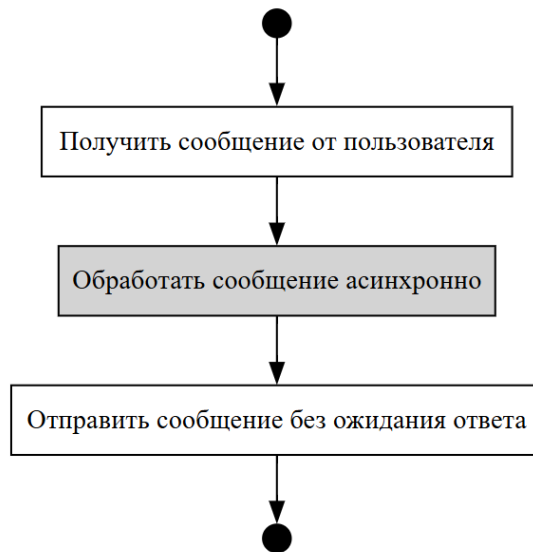 Получить сообщение от пользователя
Обработать сообщение асинхронно
Отправить сообщение без ожидания ответа